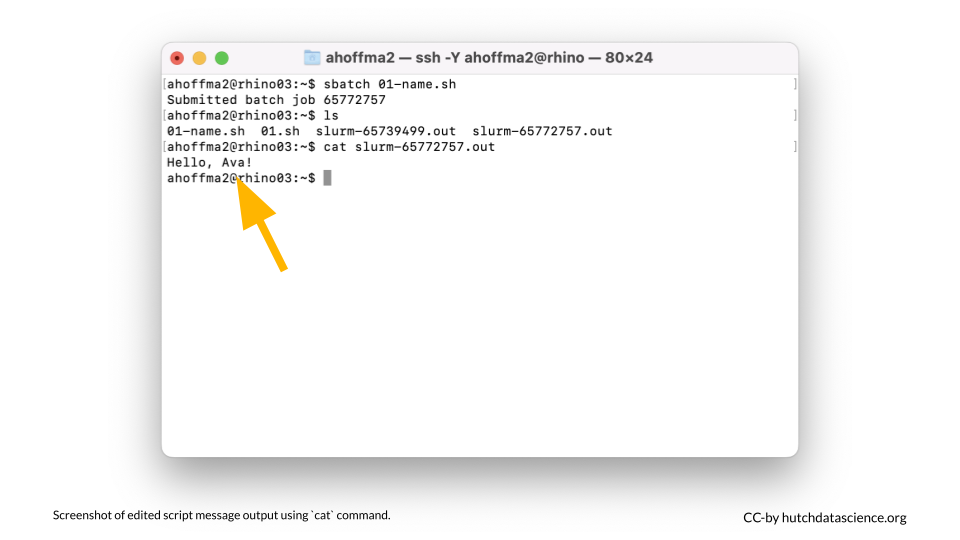 ahoffma2 — ssh -Y ahoffma2@rhino — 80×24
[ahoffma2@rhino03:~$ sbatch 01-name.sh ]
Submitted batch job 65772757
[ahoffma2@rhino03:~$ ls ]
01-name.sh  01.sh  slurm-65739499.out  slurm-65772757.out
[ahoffma2@rhino03:~$ cat slurm-65772757.out ]
Hello, Ava!
ahoffma2@rhino03:~$
Screenshot of edited script message output using `cat` command.
CC-by hutchdatascience.org